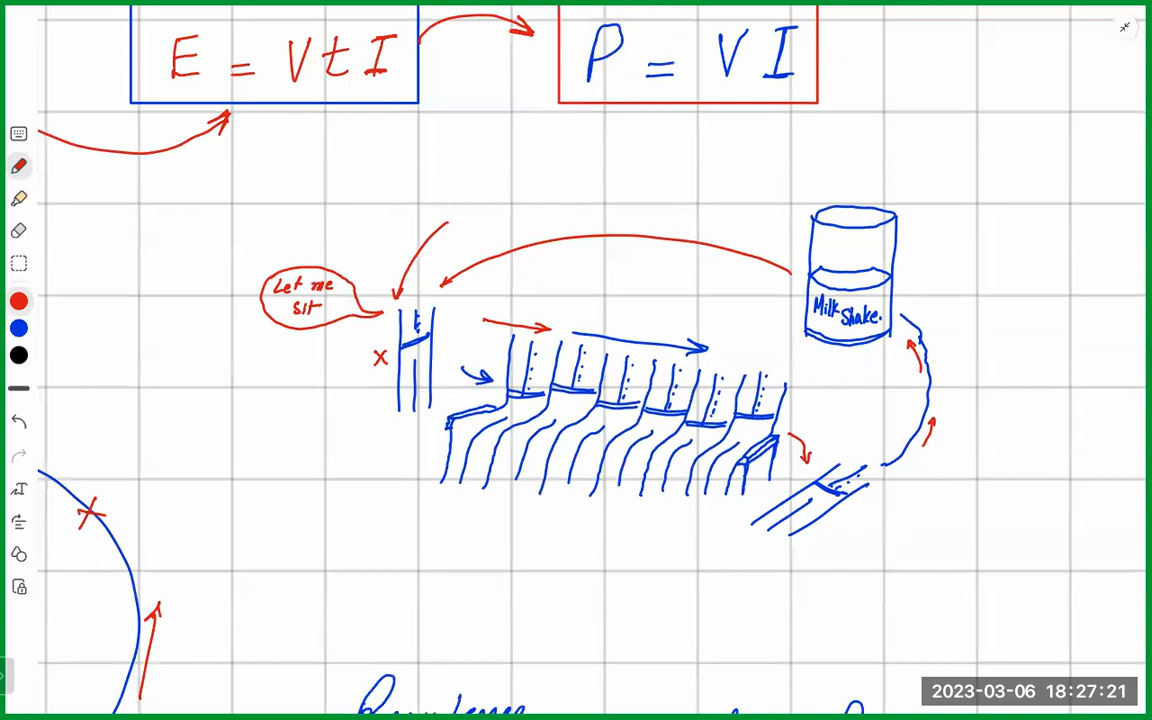 E = VtI
P = VI
Let me
sit
Milk Shake.
x
2023-03-06 18:27:21